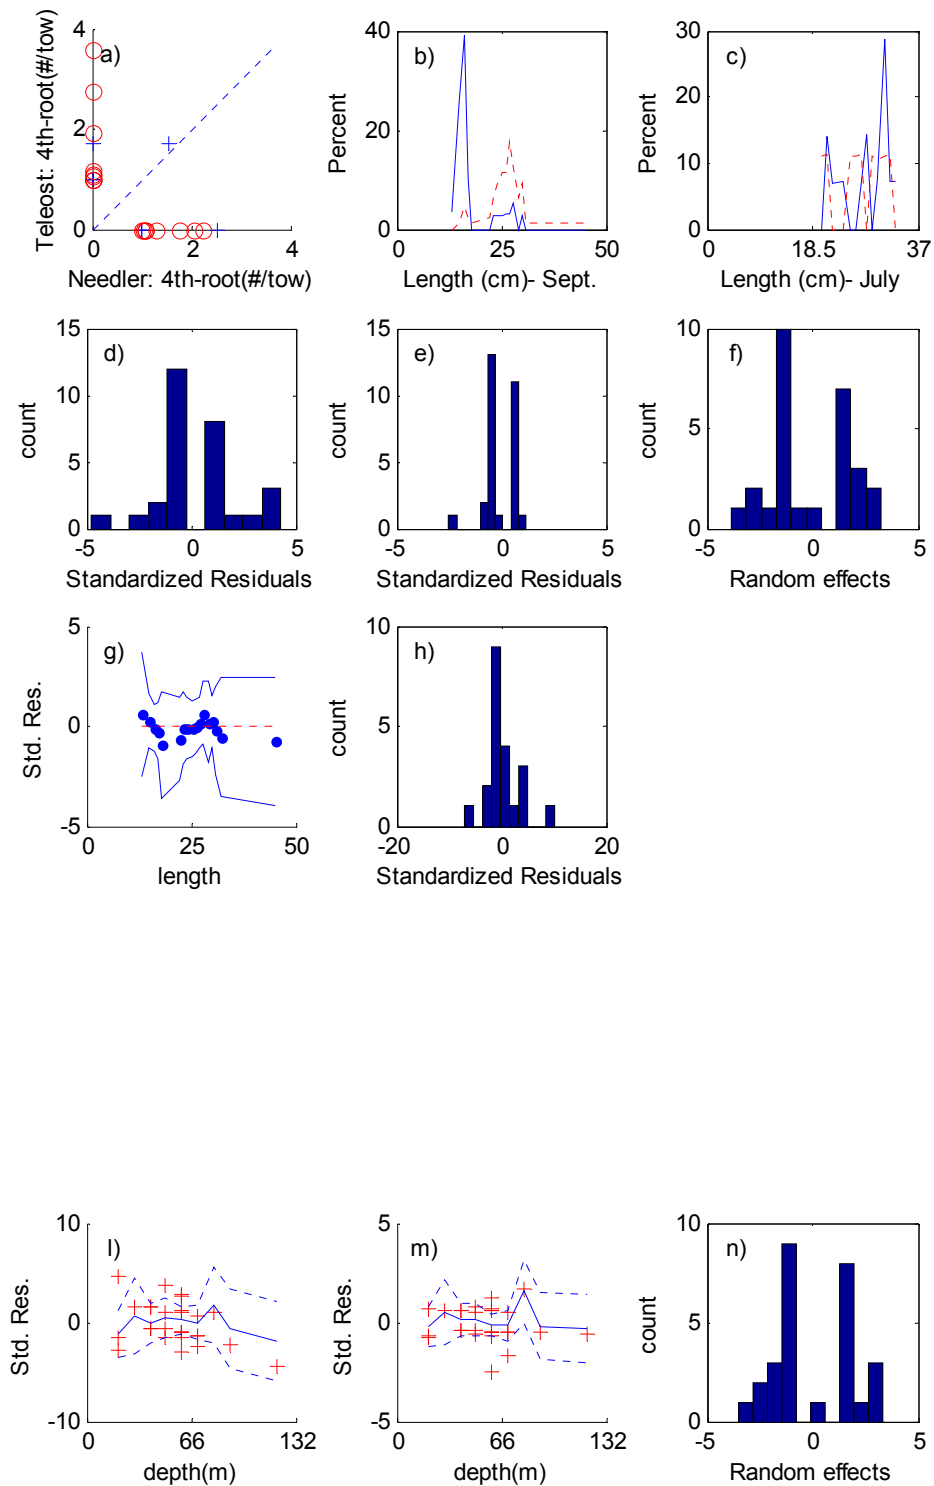 4
2
0
0
2
4
a)
Teleost: 4th-root(#/tow)
Needler: 4th-root(#/tow)
40
20
0
0
25
50
b)
Percent
Length (cm)- Sept.
30
20
10
0
0
18.5
37
c)
Percent
Length (cm)- July
15
10
5
0
-5
0
5
d)
count
Standardized Residuals
15
10
5
0
-5
0
5
e)
count
Standardized Residuals
10
5
0
-5
0
5
f)
count
Random effects
5
0
-5
0
25
50
g)
Std. Res.
length
10
5
0
-20
0
20
h)
count
Standardized Residuals
10
0
-10
0
66
132
l)
Std. Res.
depth(m)
5
0
-5
0
66
132
m)
Std. Res.
depth(m)
10
5
0
-5
0
5
n)
count
Random effects